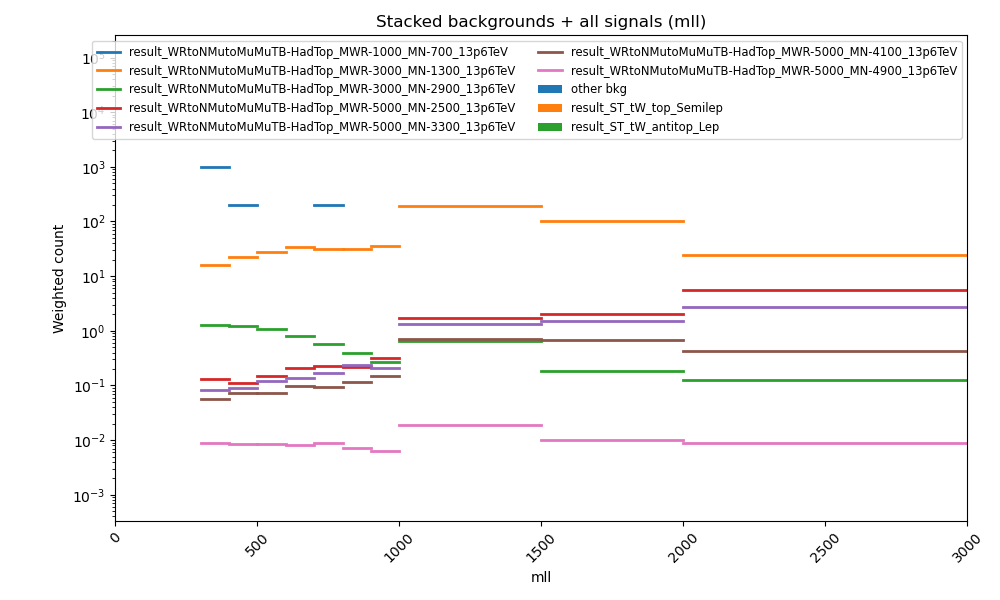 Stacked backgrounds + all signals (mll)
result_WRtoNMutoMuMuTB-HadTop_MWR-1000_MN-700_13p6TeV
result_WRtoNMutoMuMuTB-HadTop_MWR-3000_MN-1300_13p6TeV
result_WRtoNMutoMuMuTB-HadTop_MWR-3000_MN-2900_13p6TeV
result_WRtoNMutoMuMuTB-HadTop_MWR-5000_MN-2500_13p6TeV
result_WRtoNMutoMuMuTB-HadTop_MWR-5000_MN-3300_13p6TeV
result_WRtoNMutoMuMuTB-HadTop_MWR-5000_MN-4100_13p6TeV
result_WRtoNMutoMuMuTB-HadTop_MWR-5000_MN-4900_13p6TeV
other bkg
result_ST_tW_top_Semilep
result_ST_tW_antitop_Lep
10⁵
10⁴
10³
10²
10¹
10⁰
10⁻¹
10⁻²
10⁻³
Weighted count
0
500
1000
1500
2000
2500
3000
mll